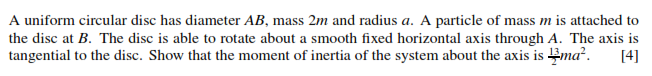 A uniform circular disc has diameter AB, mass 2m and radius a. A particle of mass m is attached to
the disc at B. The disc is able to rotate about a smooth fixed horizontal axis through A. The axis is
tangential to the disc. Show that the moment of inertia of the system about the axis is 13/2 ma². [4]